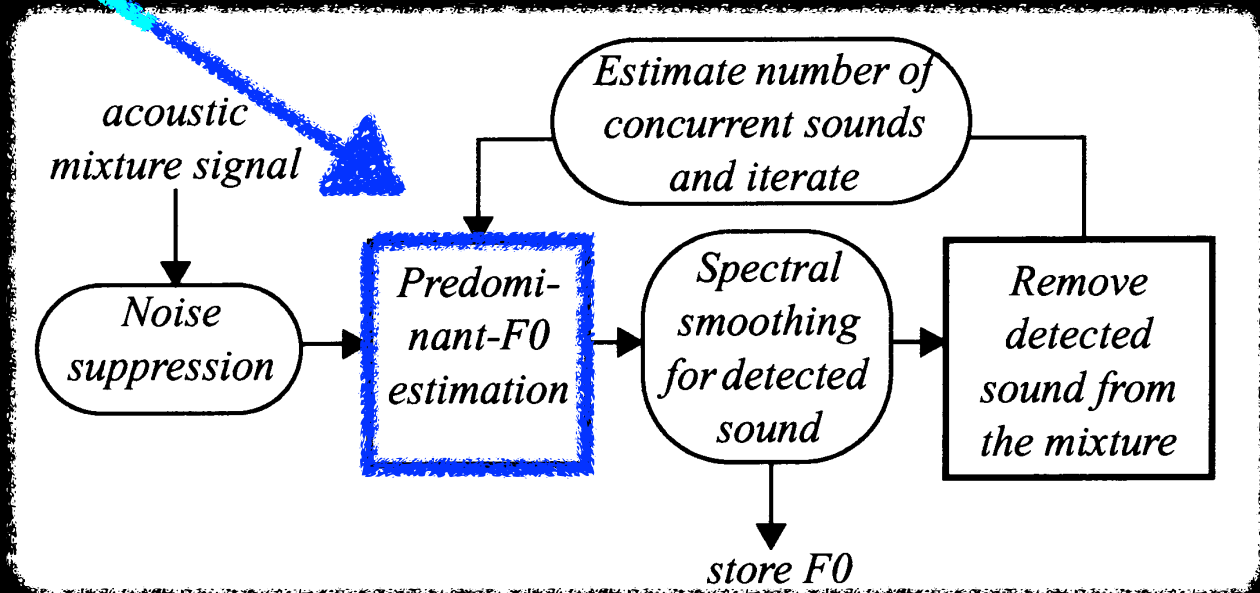 acoustic
mixture signal
Noise
suppression
Predomi-
nant-F0
estimation
Estimate number of
concurrent sounds
and iterate
Spectral
smoothing
for detected
sound
Remove
detected
sound from
the mixture
store F0